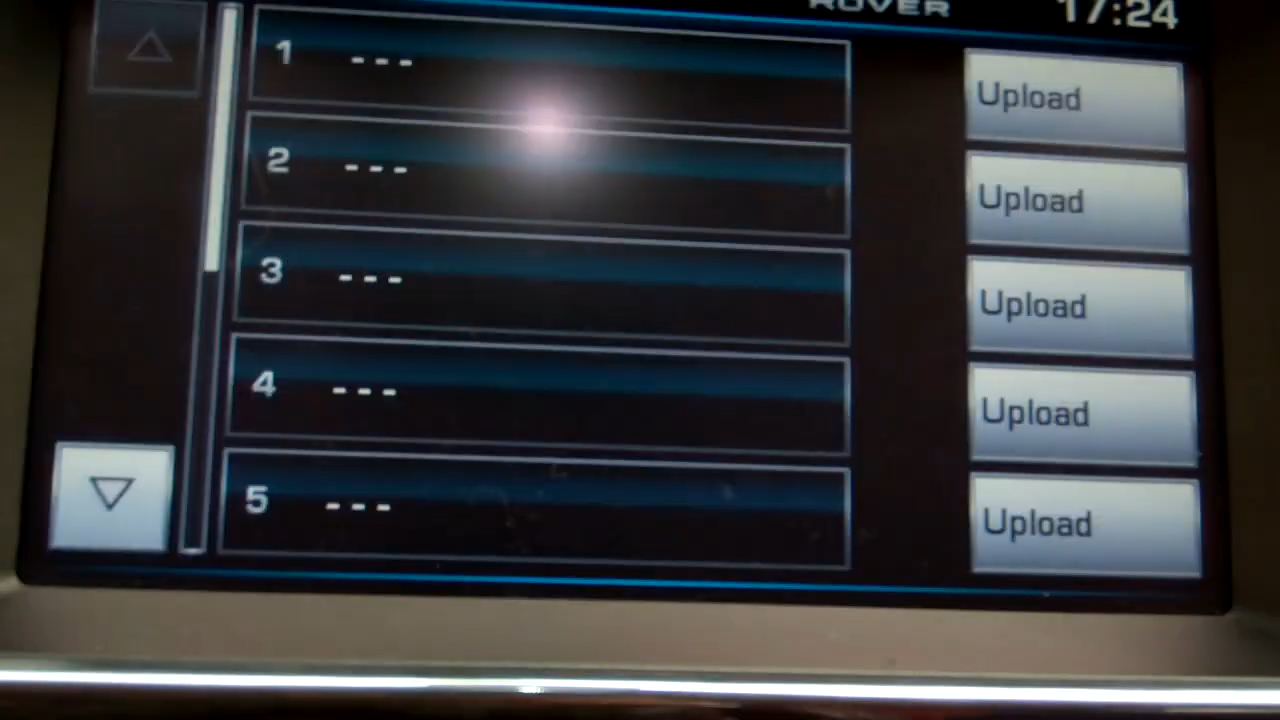 ROVER 17:24
1 --- Upload
2 --- Upload
3 --- Upload
4 --- Upload
5 --- Upload